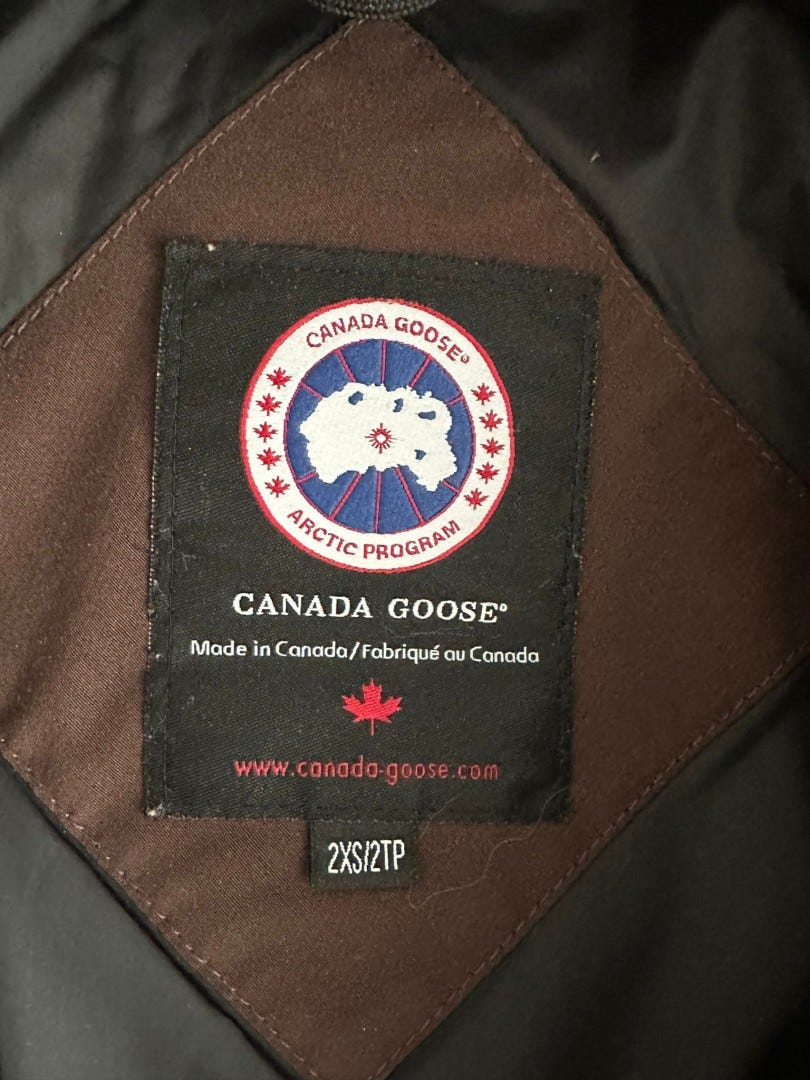 CANADA GOOSE®
ARCTIC PROGRAM
CANADA GOOSE®
Made in Canada/Fabriqué au Canada
www.canada-goose.com
2XS/2TP